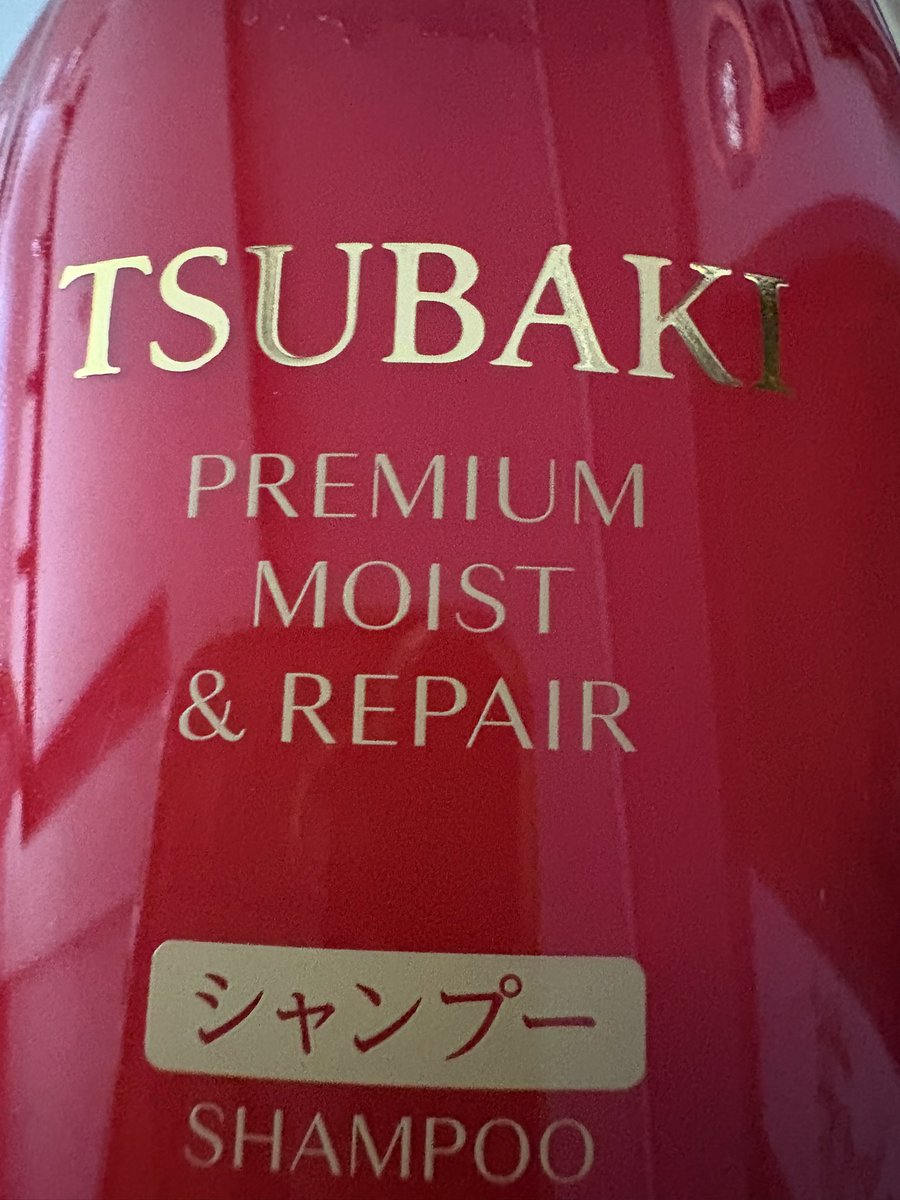 TSUBAKI
PREMIUM
MOIST
& REPAIR
シャンプー
SHAMPOO